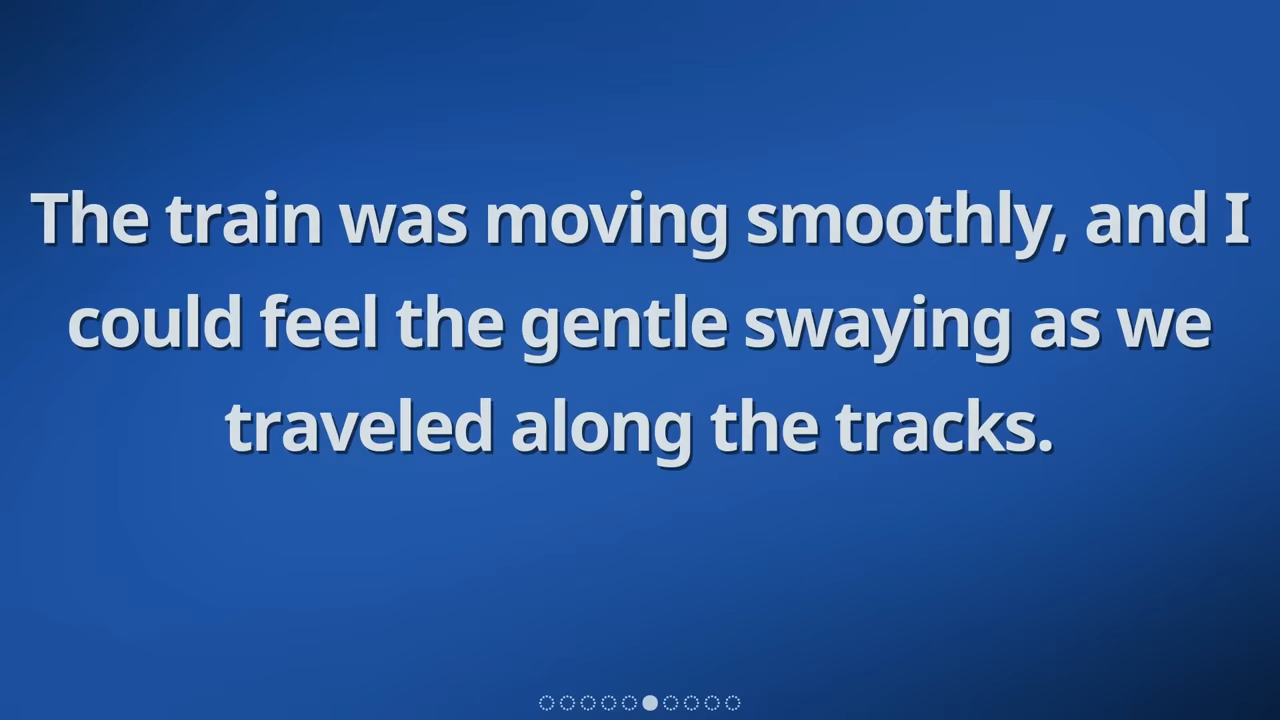 The train was moving smoothly, and I
could feel the gentle swaying as we
traveled along the tracks.